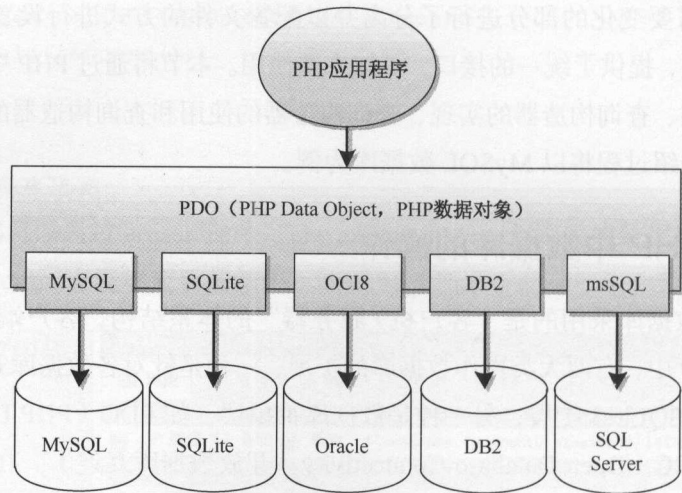 PHP应用程序
PDO（PHP Data Object，PHP数据对象）
MySQL
SQLite
OCI8
DB2
msSQL
MySQL
SQLite
Oracle
DB2
SQL
Server